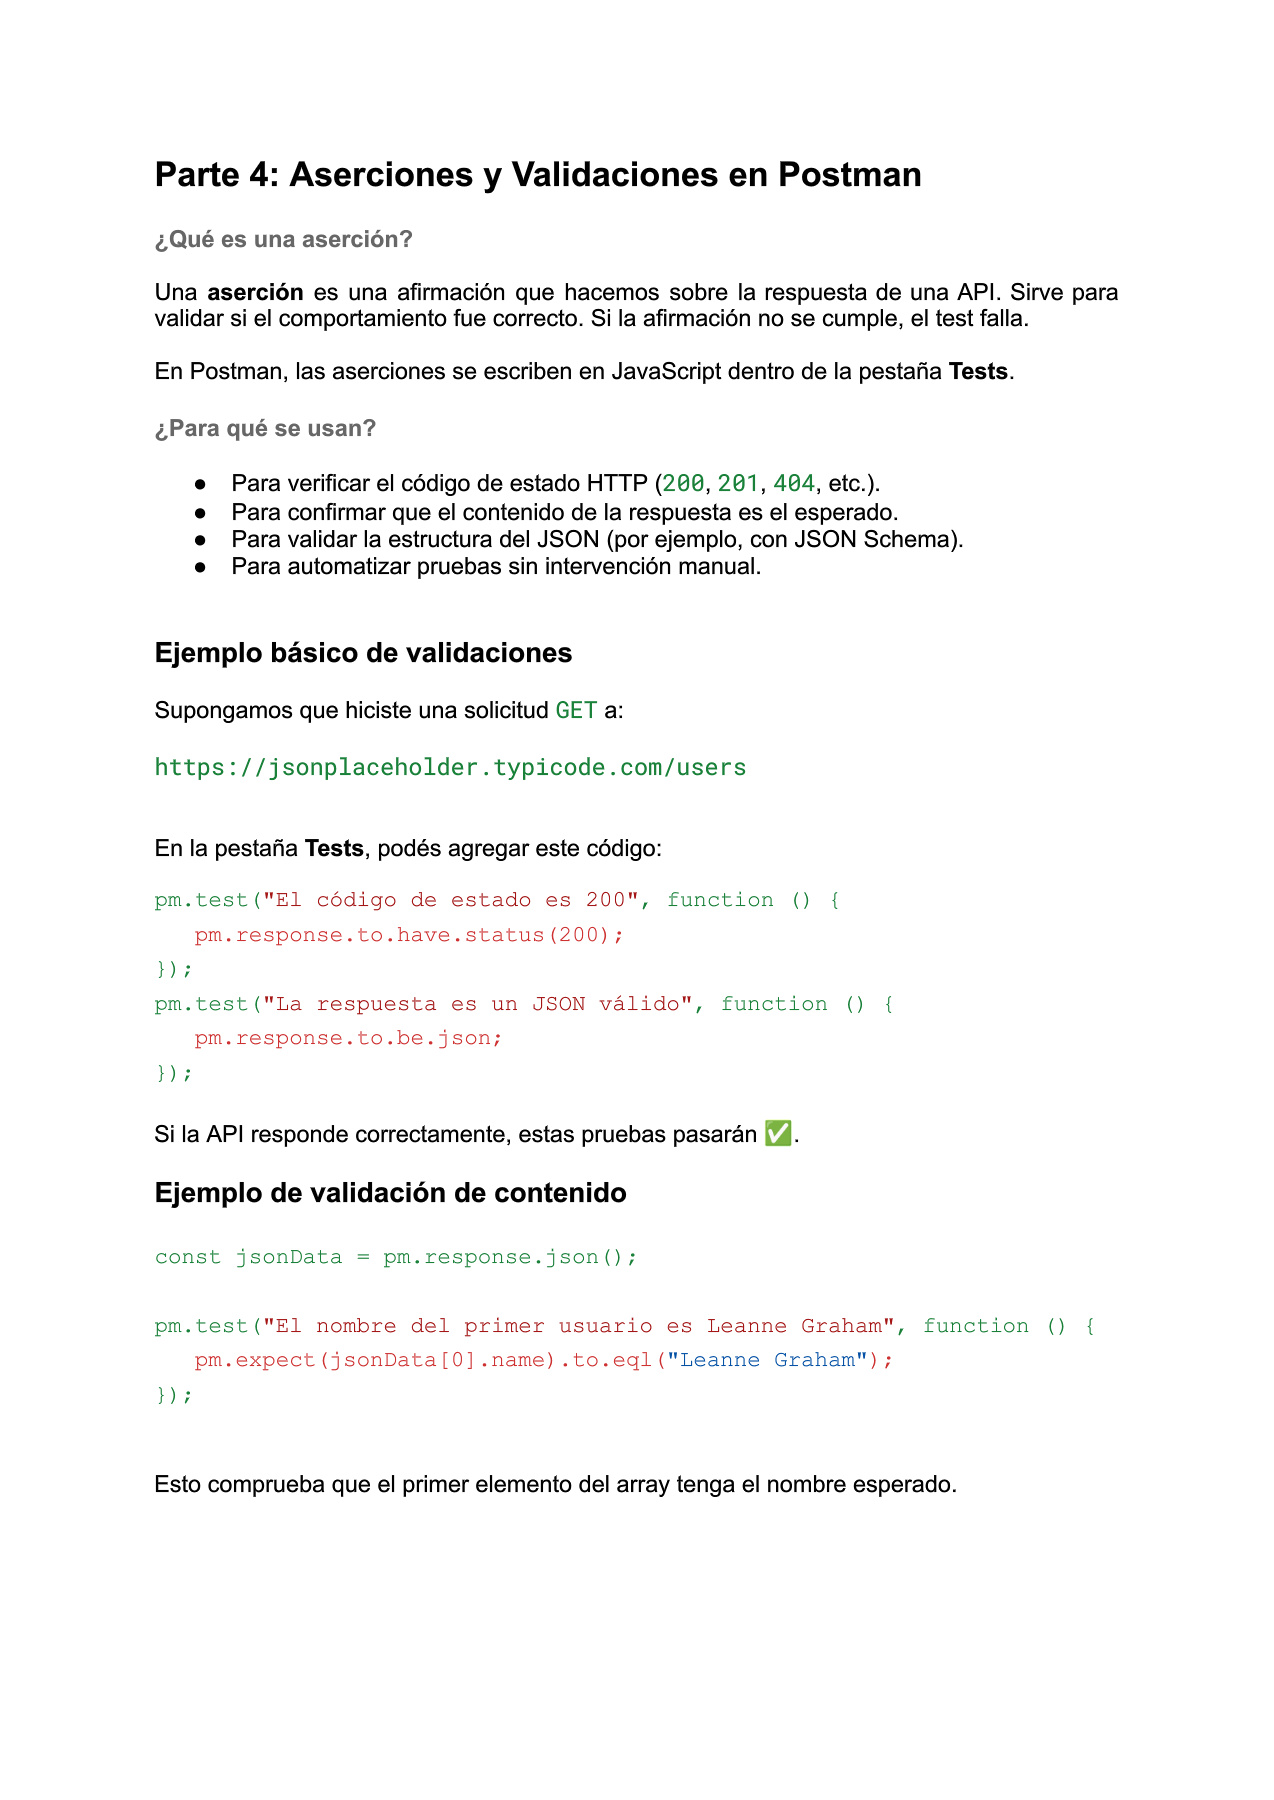 Parte 4: Aserciones y Validaciones en Postman
¿Qué es una aserción?
Una aserción es una afirmación que hacemos sobre la respuesta de una API. Sirve para
validar si el comportamiento fue correcto. Si la afirmación no se cumple, el test falla.
En Postman, las aserciones se escriben en JavaScript dentro de la pestaña Tests.
¿Para qué se usan?
● Para verificar el código de estado HTTP (200, 201, 404, etc.).
● Para confirmar que el contenido de la respuesta es el esperado.
● Para validar la estructura del JSON (por ejemplo, con JSON Schema).
● Para automatizar pruebas sin intervención manual.
Ejemplo básico de validaciones
Supongamos que hiciste una solicitud GET a:
https://jsonplaceholder.typicode.com/users
En la pestaña Tests, podés agregar este código:
pm.test("El código de estado es 200", function () {
   pm.response.to.have.status(200);
});
pm.test("La respuesta es un JSON válido", function () {
   pm.response.to.be.json;
});
Si la API responde correctamente, estas pruebas pasarán ✅.
Ejemplo de validación de contenido
const jsonData = pm.response.json();
pm.test("El nombre del primer usuario es Leanne Graham", function () {
   pm.expect(jsonData[0].name).to.eql("Leanne Graham");
});
Esto comprueba que el primer elemento del array tenga el nombre esperado.